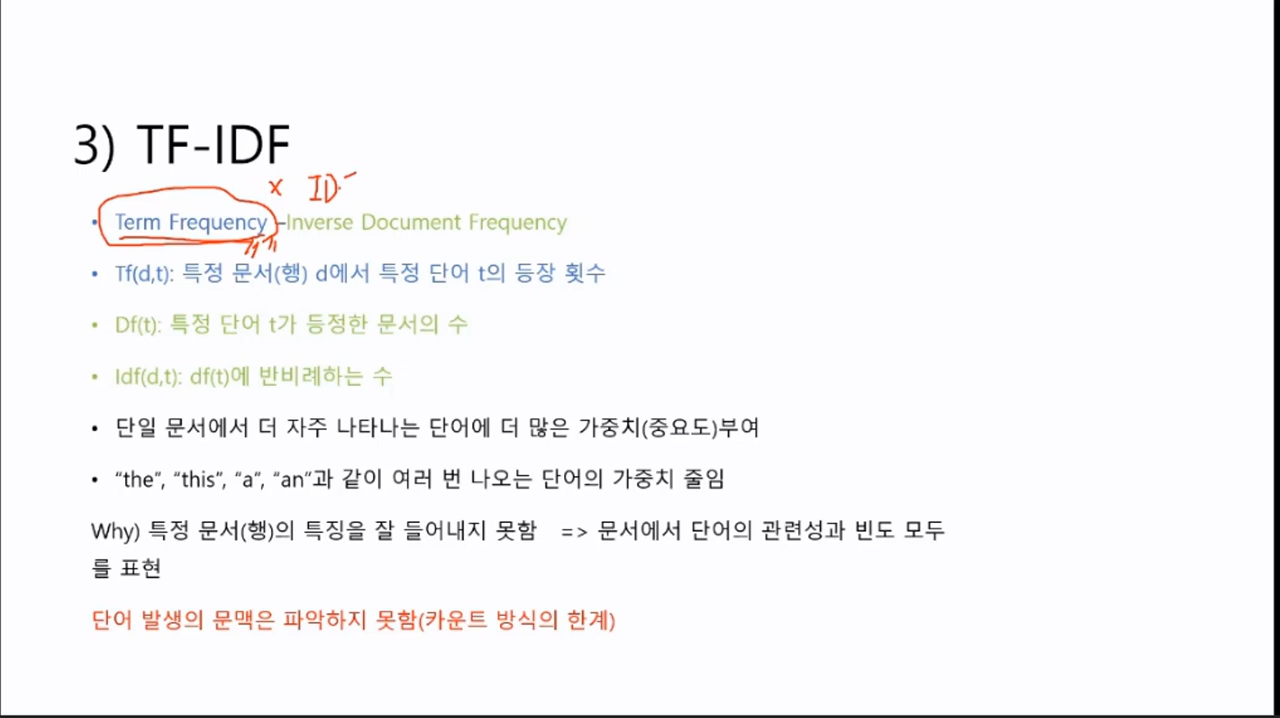 3) TF-IDF
x ID
• Term Frequency -Inverse Document Frequency
• Tf(d,t): 특정 문서(행) d에서 특정 단어 t의 등장 횟수
• Df(t): 특정 단어 t가 등정한 문서의 수
• Idf(d,t): df(t)에 반비례하는 수
• 단일 문서에서 더 자주 나타나는 단어에 더 많은 가중치(중요도)부여
• “the”, “this”, “a”, “an“과 같이 여러 번 나오는 단어의 가중치 줄임
Why) 특정 문서(행)의 특징을 잘 들어내지 못함 => 문서에서 단어의 관련성과 빈도 모두
를 표현
단어 발생의 문맥은 파악하지 못함(카운트 방식의 한계)